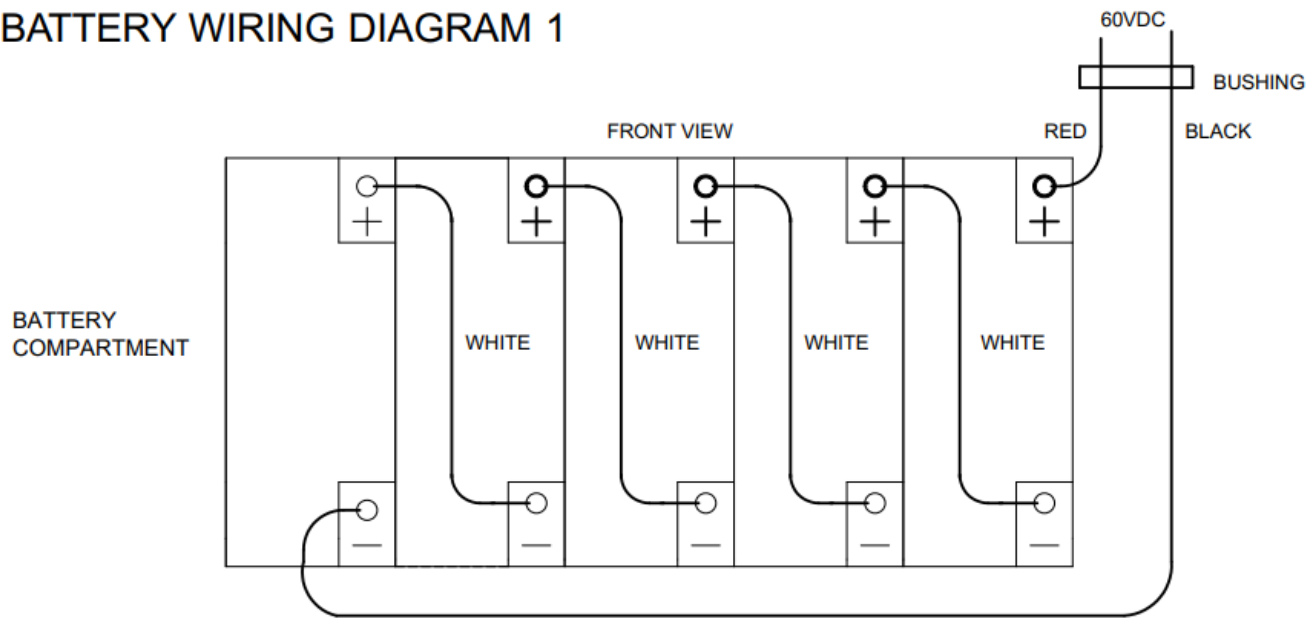 BATTERY WIRING DIAGRAM 1
60VDC
BUSHING
FRONT VIEW
RED
BLACK
+ + + + +
BATTERY
COMPARTMENT
WHITE WHITE WHITE WHITE
— — — — —